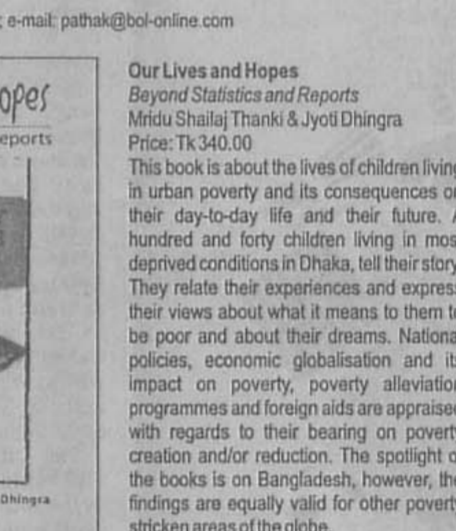 ; e-mail: pathak@bol-online.com
opes
eports
Dhingra
Our Lives and Hopes
Beyond Statistics and Reports
Mridu Shailaj Thanki & Jyoti Dhingra
Price: Tk 340.00
This book is about the lives of children living
in urban poverty and its consequences on
their day-to-day life and their future. A
hundred and forty children living in mos
deprived conditions in Dhaka, tell their story
They relate their experiences and express
their views about what it means to them to
be poor and about their dreams. National
policies, economic globalisation and its
impact on poverty, poverty alleviation
programmes and foreign aids are appraised
with regards to their bearing on poverty
creation and/or reduction. The spotlight o
the books is on Bangladesh, however, the
findings are equally valid for other poverty
stricken areas of the globe